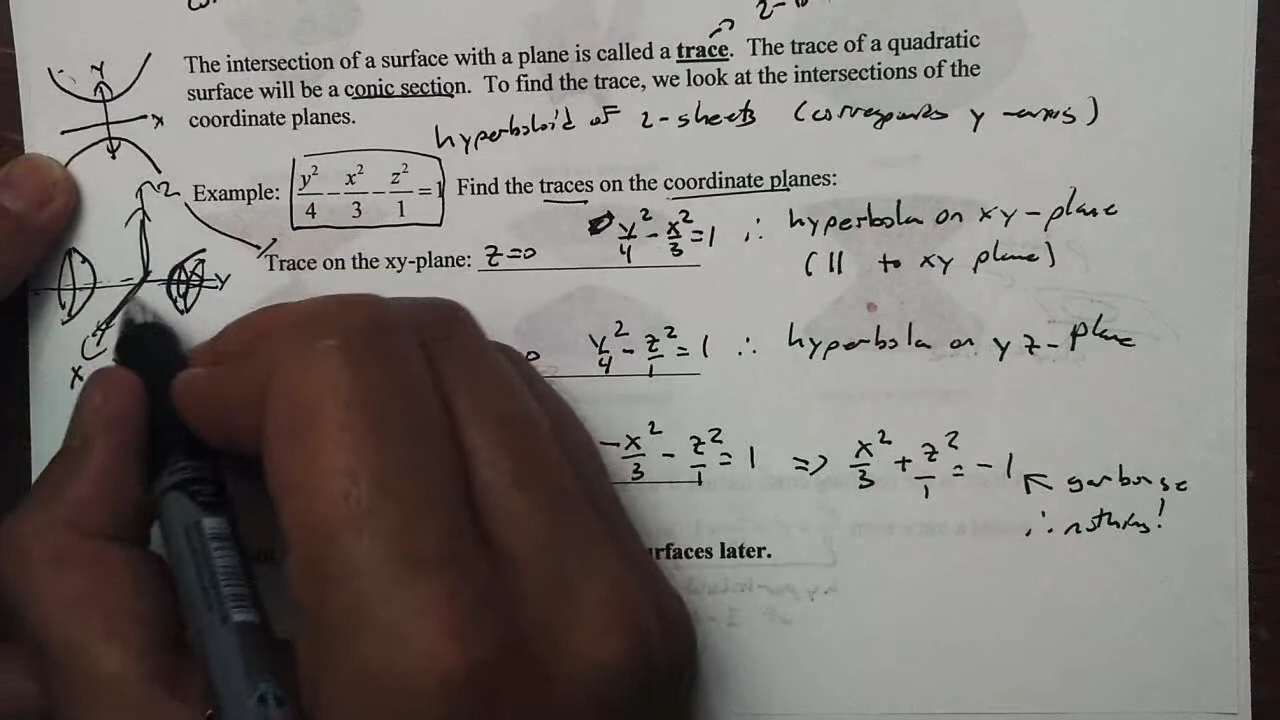 2-
The intersection of a surface with a plane is called a trace. The trace of a quadratic
surface will be a conic section. To find the trace, we look at the intersections of the
coordinate planes.
Y
X
hyperboloid of 2-sheets (corresponds y-axis)
Example: y²/4 - x²/3 - z²/1 = 1 Find the traces on the coordinate planes:
Z
y²/4 - x²/3 = 1 ∴ hyperbola on xy-plane
Trace on the xy-plane: z=0
(|| to xy plane)
Y
X
0 y²/4 - z²/1 = 1 ∴ hyperbola on yz-plane
-x²/3 - z²/1 = 1 => x²/3 + z²/1 = -1 garbage
∴ nothing!
rfaces later.